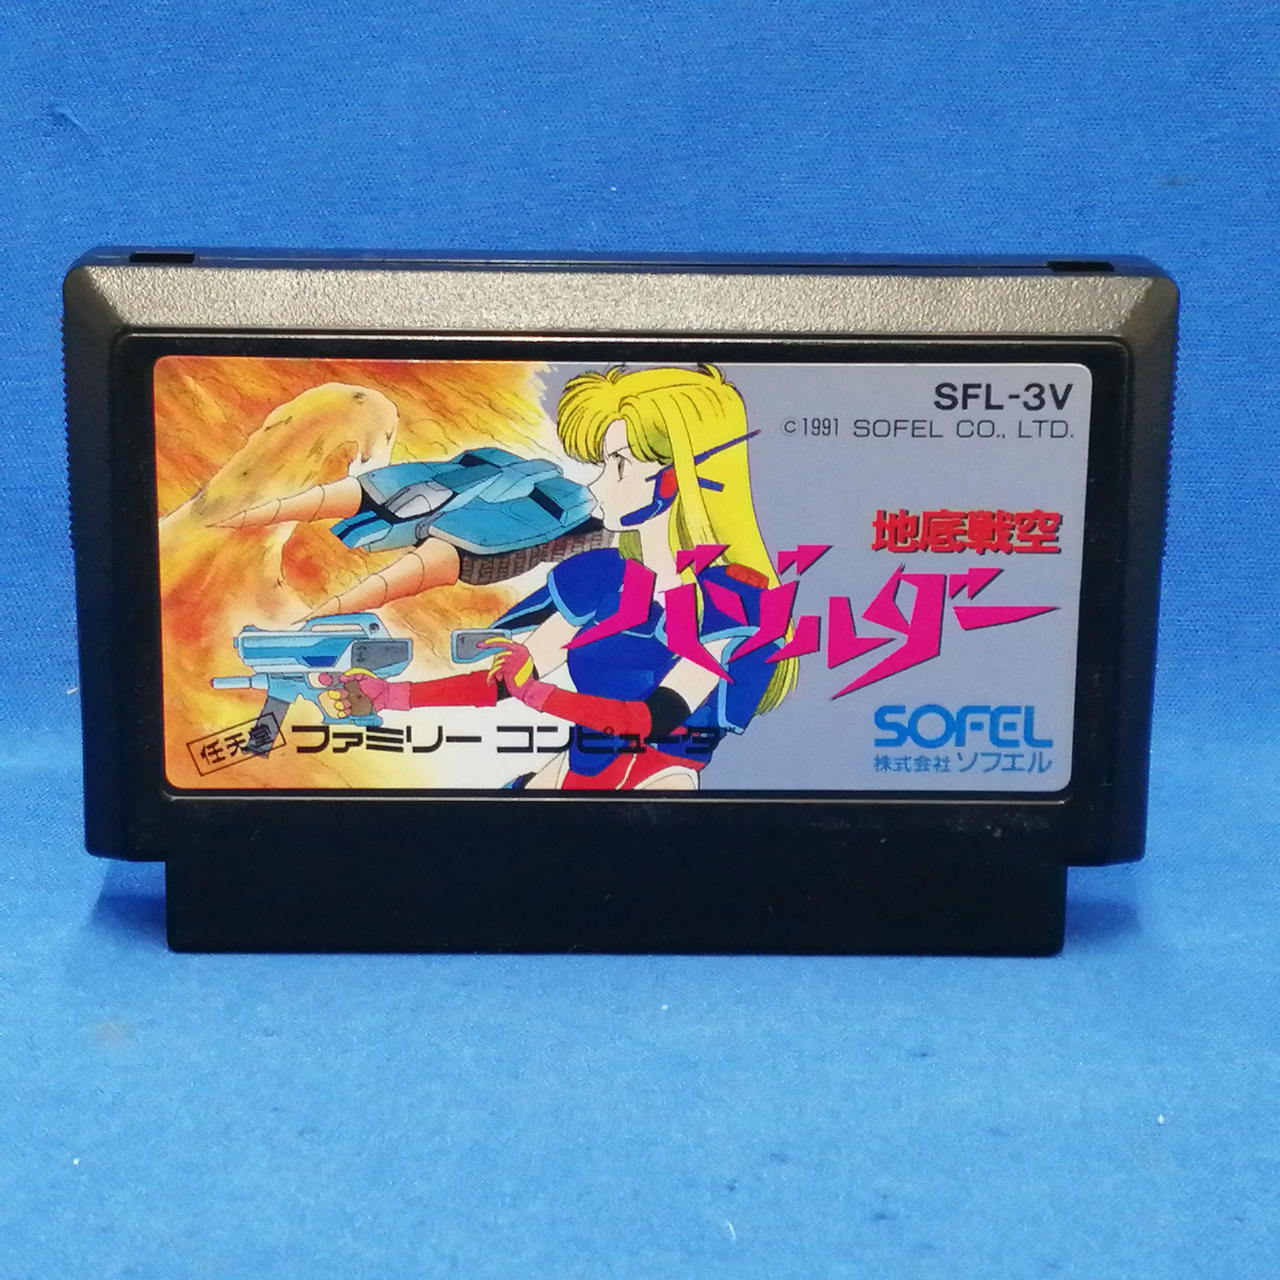 SFL-3V
©1991 SOFEL CO., LTD.
地底戦空
バゾルダー
SOFEL
株式会社 ソフエル
任天堂 ファミリー コンピュータ